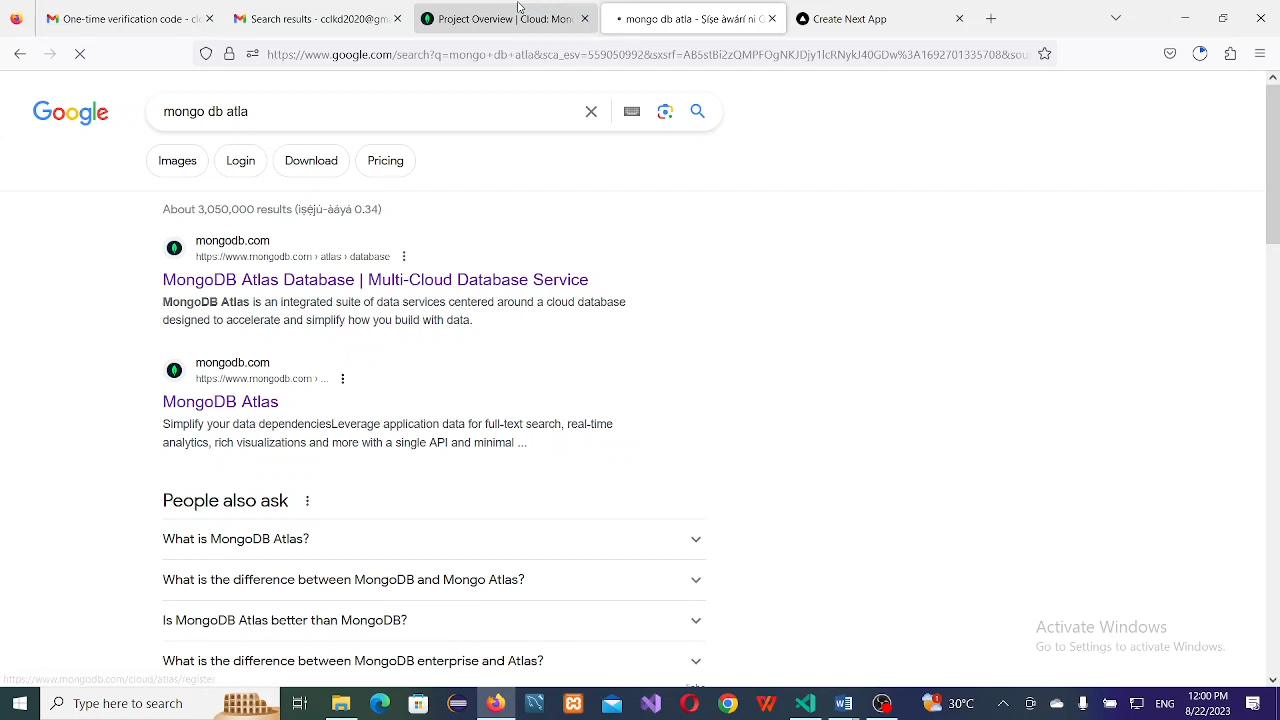 One-time verification code - cclkd
Search results - cclkd2020@gma
Project Overview | Cloud: Mon
mongo db atla - Ṣíṣe àwárí ní G
Create Next App
https://www.google.com/search?q=mongo+db+atla&sca_esv=559050992&sxsrf=AB5stBi2zQMPFOgNKJDjy1lcRNykJ40GDw%3A1692701335708&sou
Google
mongo db atla
Images
Login
Download
Pricing
About 3,050,000 results (ìṣẹ́jú-àáyá 0.34)
mongodb.com
https://www.mongodb.com › atlas › database
MongoDB Atlas Database | Multi-Cloud Database Service
MongoDB Atlas is an integrated suite of data services centered around a cloud database
designed to accelerate and simplify how you build with data.
mongodb.com
https://www.mongodb.com › ...
MongoDB Atlas
Simplify your data dependenciesLeverage application data for full-text search, real-time
analytics, rich visualizations and more with a single API and minimal ...
People also ask
What is MongoDB Atlas?
What is the difference between MongoDB and Mongo Atlas?
Is MongoDB Atlas better than MongoDB?
What is the difference between MongoDB enterprise and Atlas?
Activate Windows
Go to Settings to activate Windows.
https://www.mongodb.com/cloud/atlas/register
Type here to search
30°C
ENG
12:00 PM
8/22/2023